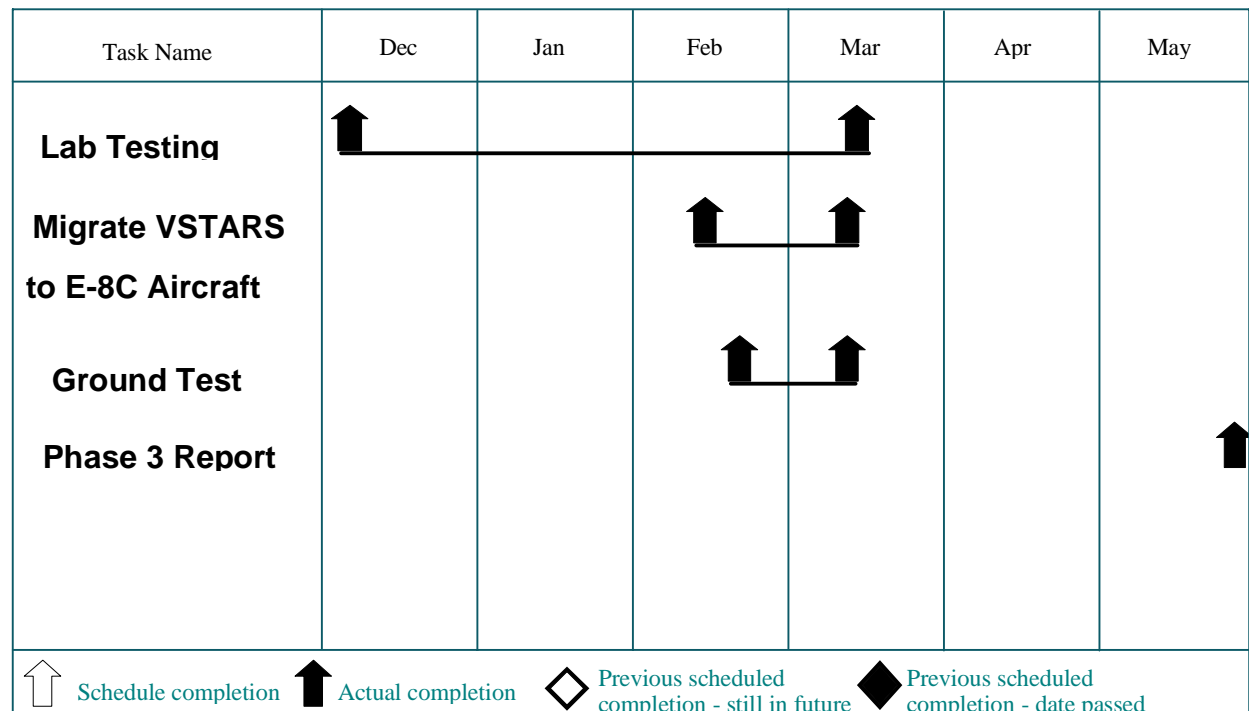 Task Name Dec Jan Feb Mar Apr May
Lab Testing
Migrate VSTARS
to E-8C Aircraft
Ground Test
Phase 3 Report
Schedule completion Actual completion Previous scheduled Previous scheduled
completion - still in future completion - date passed